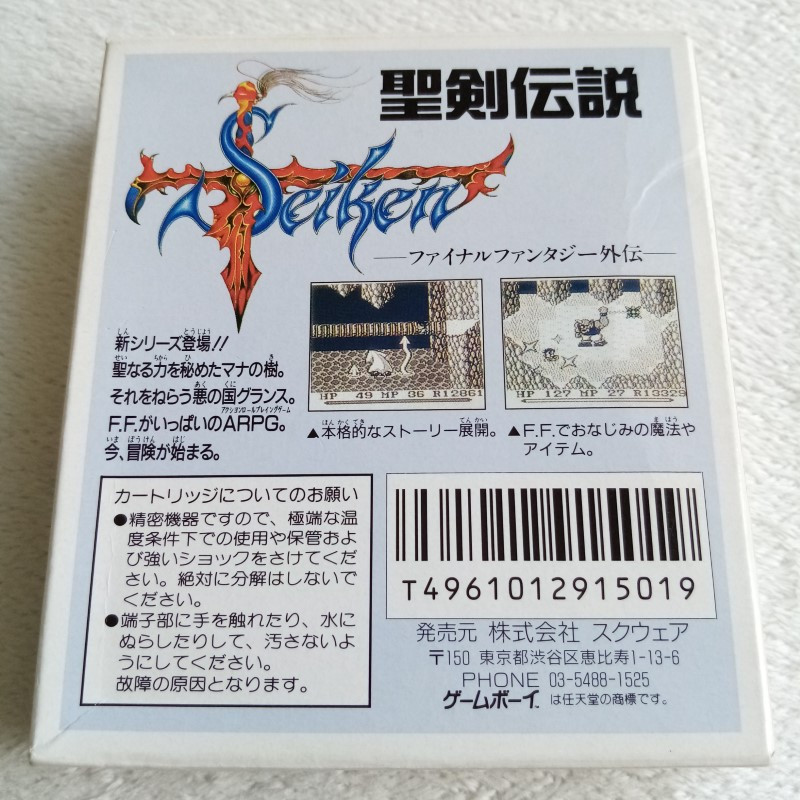 聖剣伝説
Seiken
ファイナルファンタジー外伝
新シリーズ登場!!
聖なる力を秘めたマナの樹。
それをねらう悪の国グランス。
F.F.がいっぱいのARPG。
今、冒険が始まる。
HP 49 MP 36 R12861
▲本格的なストーリー展開。
HP 127 MP 27 R13329
▲F.F.でおなじみの魔法や
アイテム。
カートリッジについてのお願い
●精密機器ですので、極端な温
度条件下での使用や保管およ
び強いショックをさけてくだ
さい。絶対に分解はしないで
ください。
●端子部に手を触れたり、水に
ぬらしたりして、汚さないよ
うにしてください。
故障の原因となります。
T4961012915019
発売元 株式会社 スクウェア
〒150 東京都渋谷区恵比寿1-13-6
PHONE 03-5488-1525
ゲームボーイ™ は任天堂の商標です。